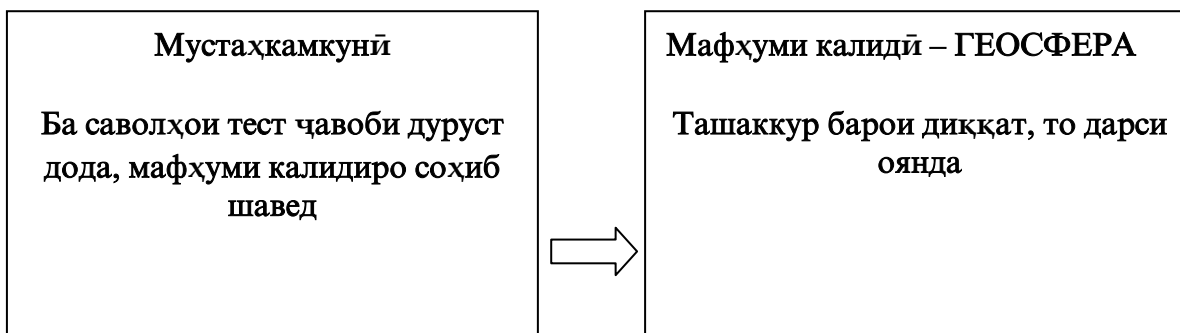 Мустаҳкамкунӣ
Ба саволҳои тест ҷавоби дуруст
дода, мафҳуми калидиро соҳиб
шавед
Мафҳуми калидӣ – ГЕОСФЕРА
Ташаккур барои диққат, то дарси
оянда